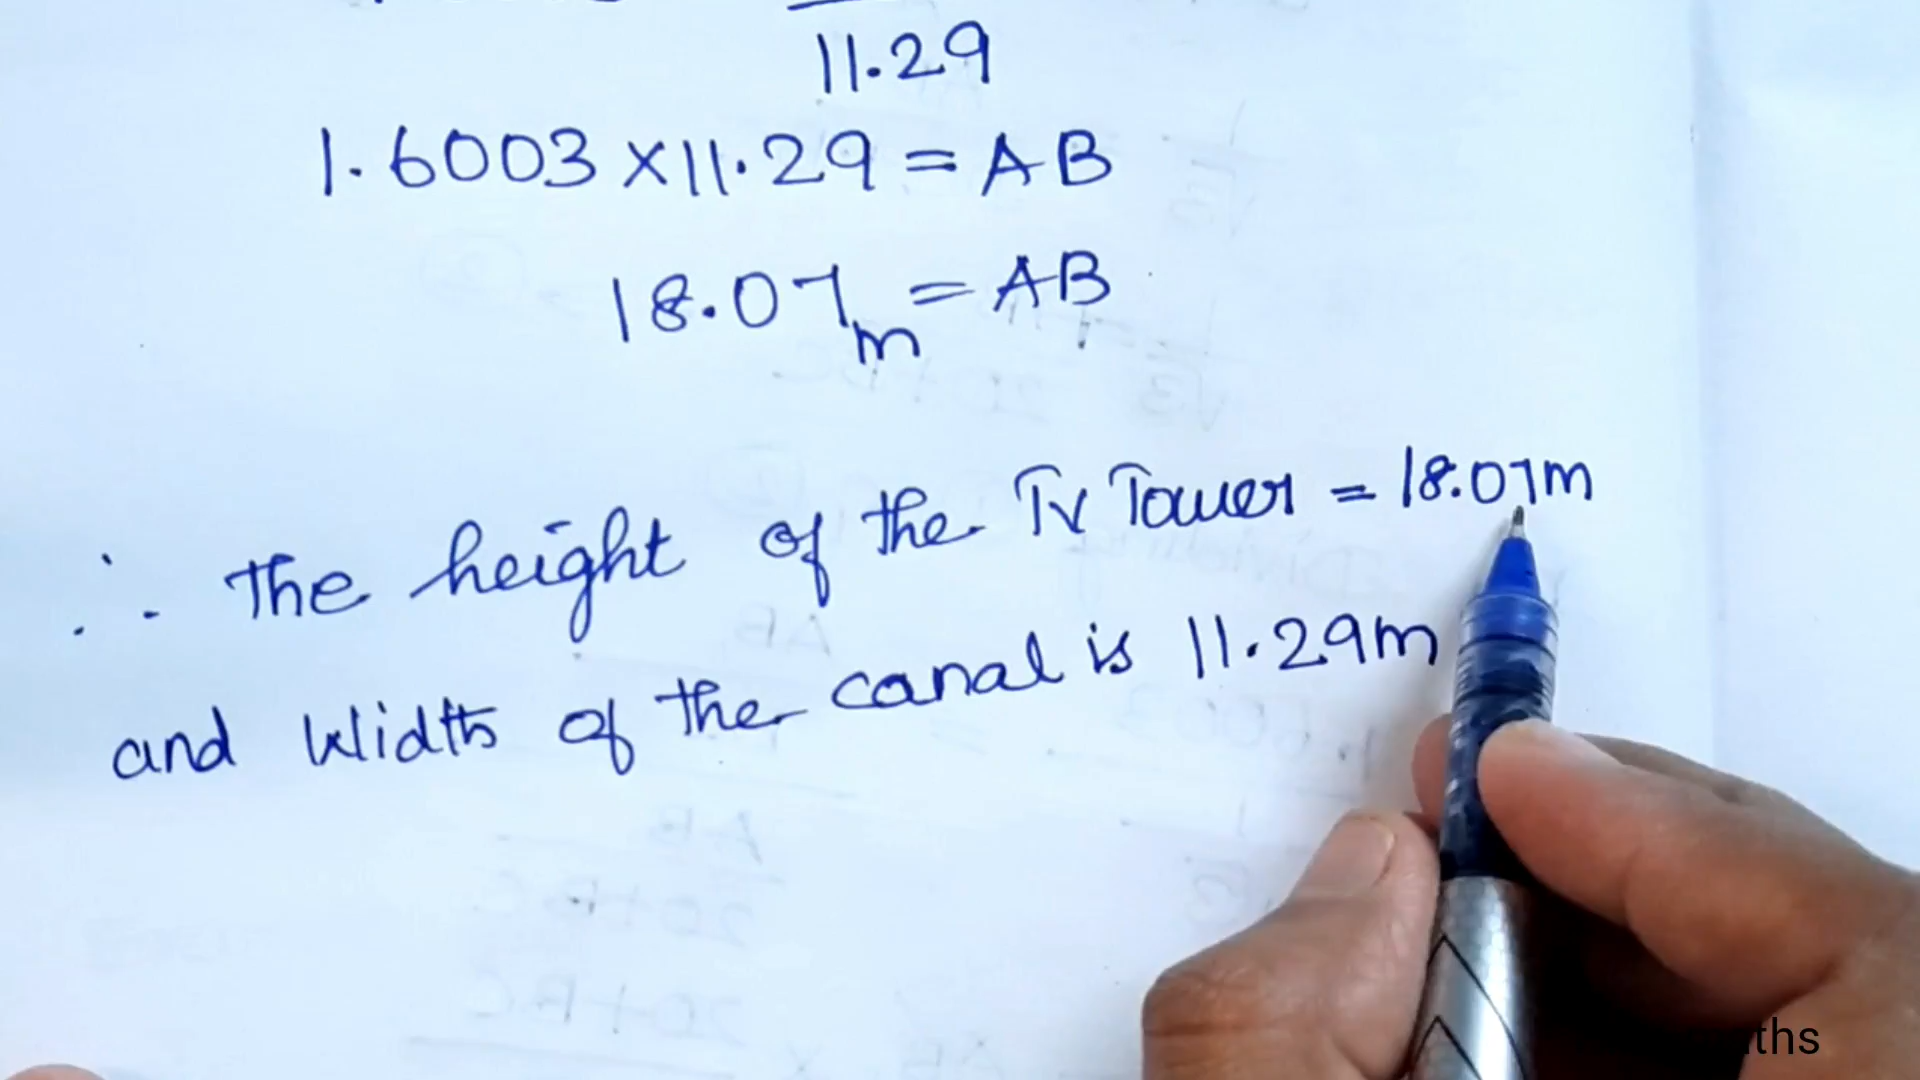 11.29
1.6003 x 11.29 = AB
18.07m = AB
∴ The height of the TV Tower = 18.07m
and Width of the canal is 11.29m